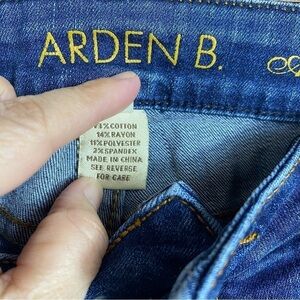 ARDEN B.
73% COTTON
14% RAYON
11% POLYESTER
2% SPANDEX
MADE IN CHINA
SEE REVERSE
FOR CARE